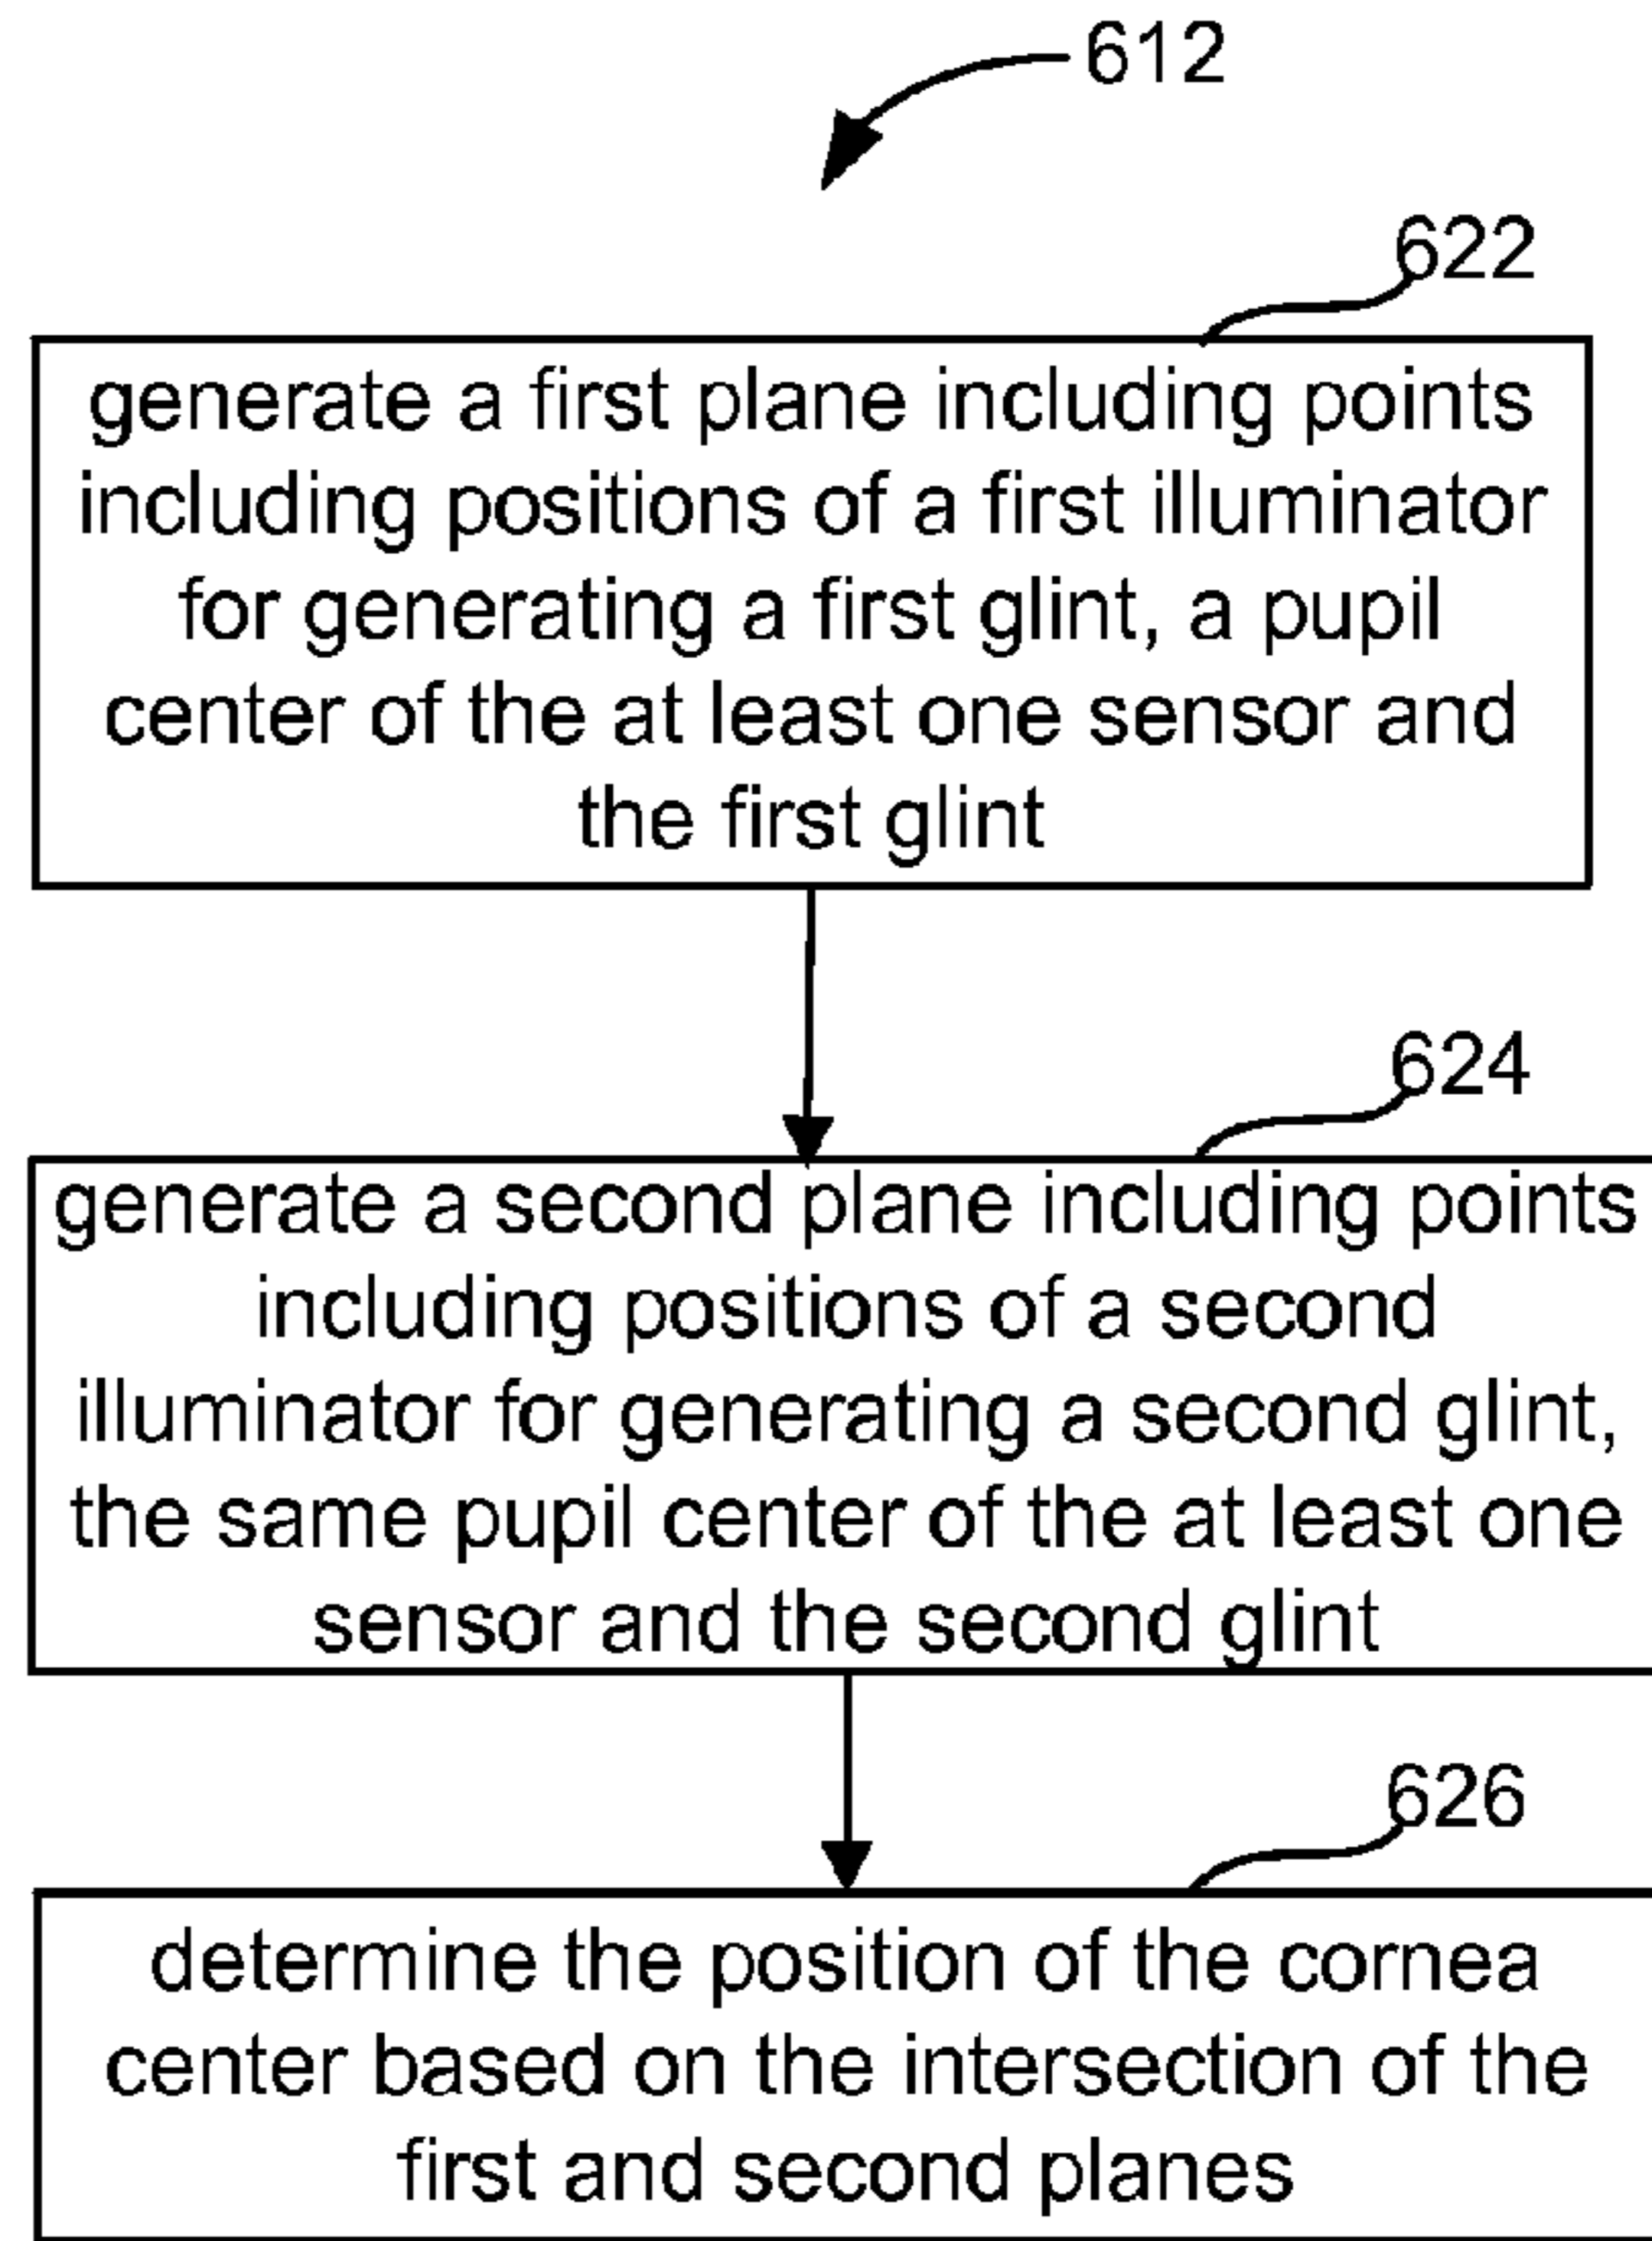 612
622
generate a first plane including points
including positions of a first illuminator
for generating a first glint, a pupil
center of the at least one sensor and
the first glint
624
generate a second plane including points
including positions of a second
illuminator for generating a second glint,
the same pupil center of the at least one
sensor and the second glint
626
determine the position of the cornea
center based on the intersection of the
first and second planes